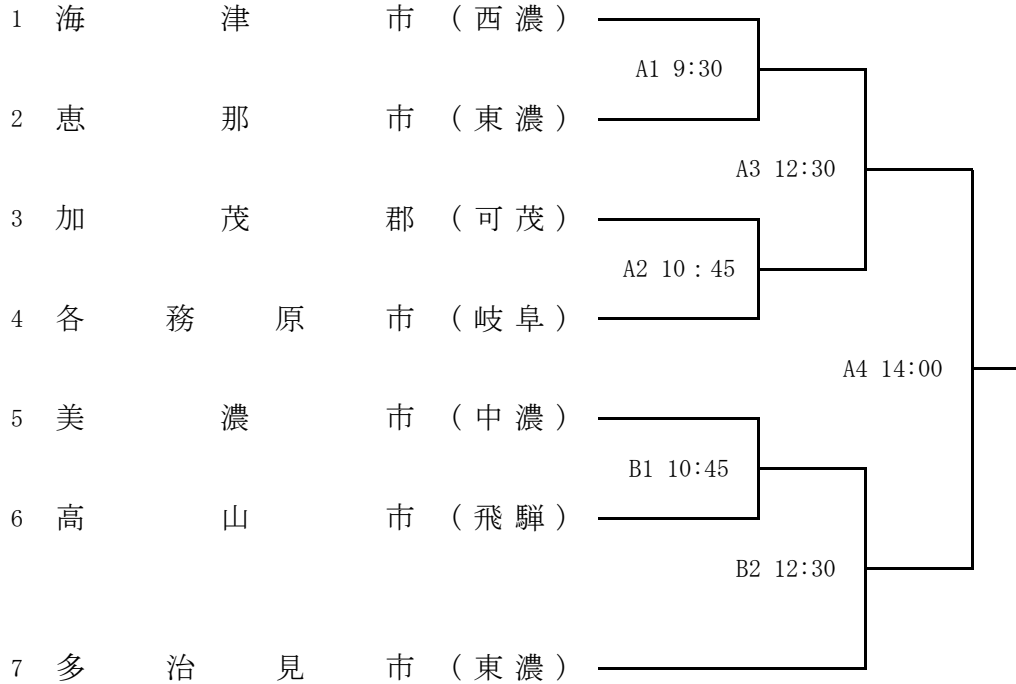 1 海津市（西濃）
A1 9:30
2 恵那市（東濃）
A3 12:30
3 加茂郡（可茂）
A2 10：45
4 各務原市（岐阜）
A4 14:00
5 美濃市（中濃）
B1 10:45
6 高山市（飛騨）
B2 12:30
7 多治見市（東濃）